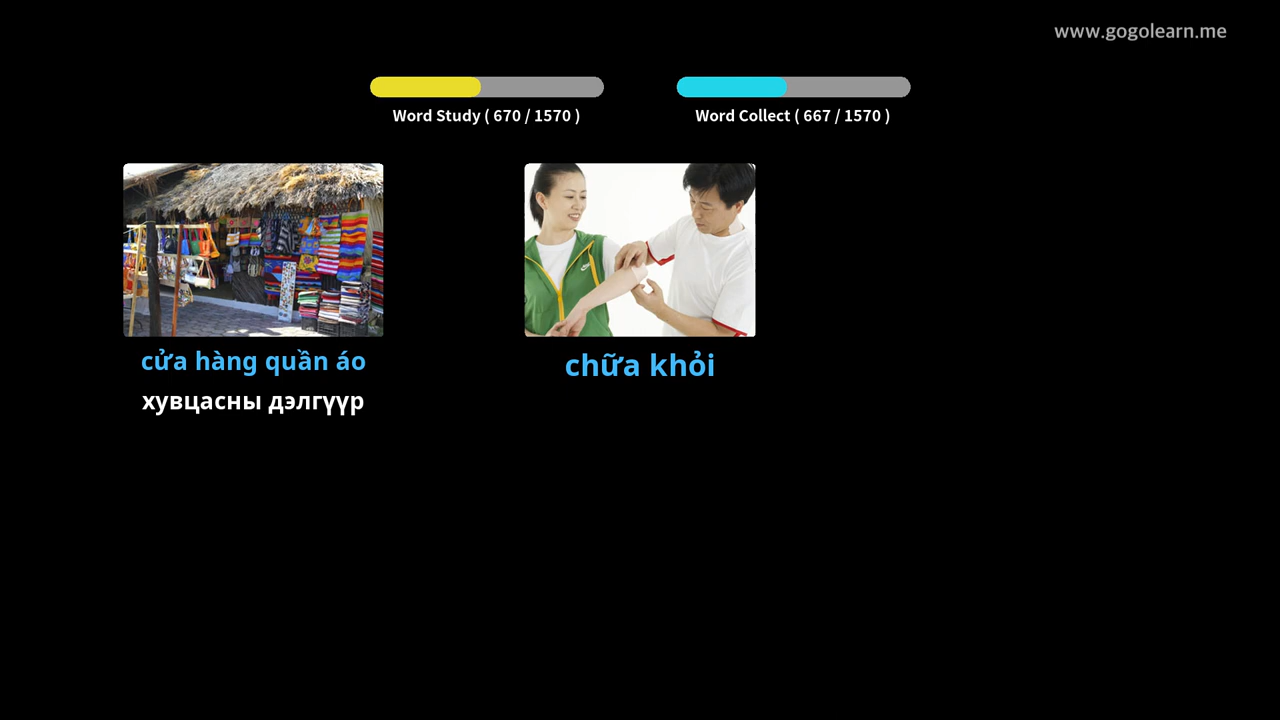 www.gogolearn.me
Word Study ( 670 / 1570 )
Word Collect ( 667 / 1570 )
cửa hàng quần áo
хувцасны дэлгүүр
chữa khỏi